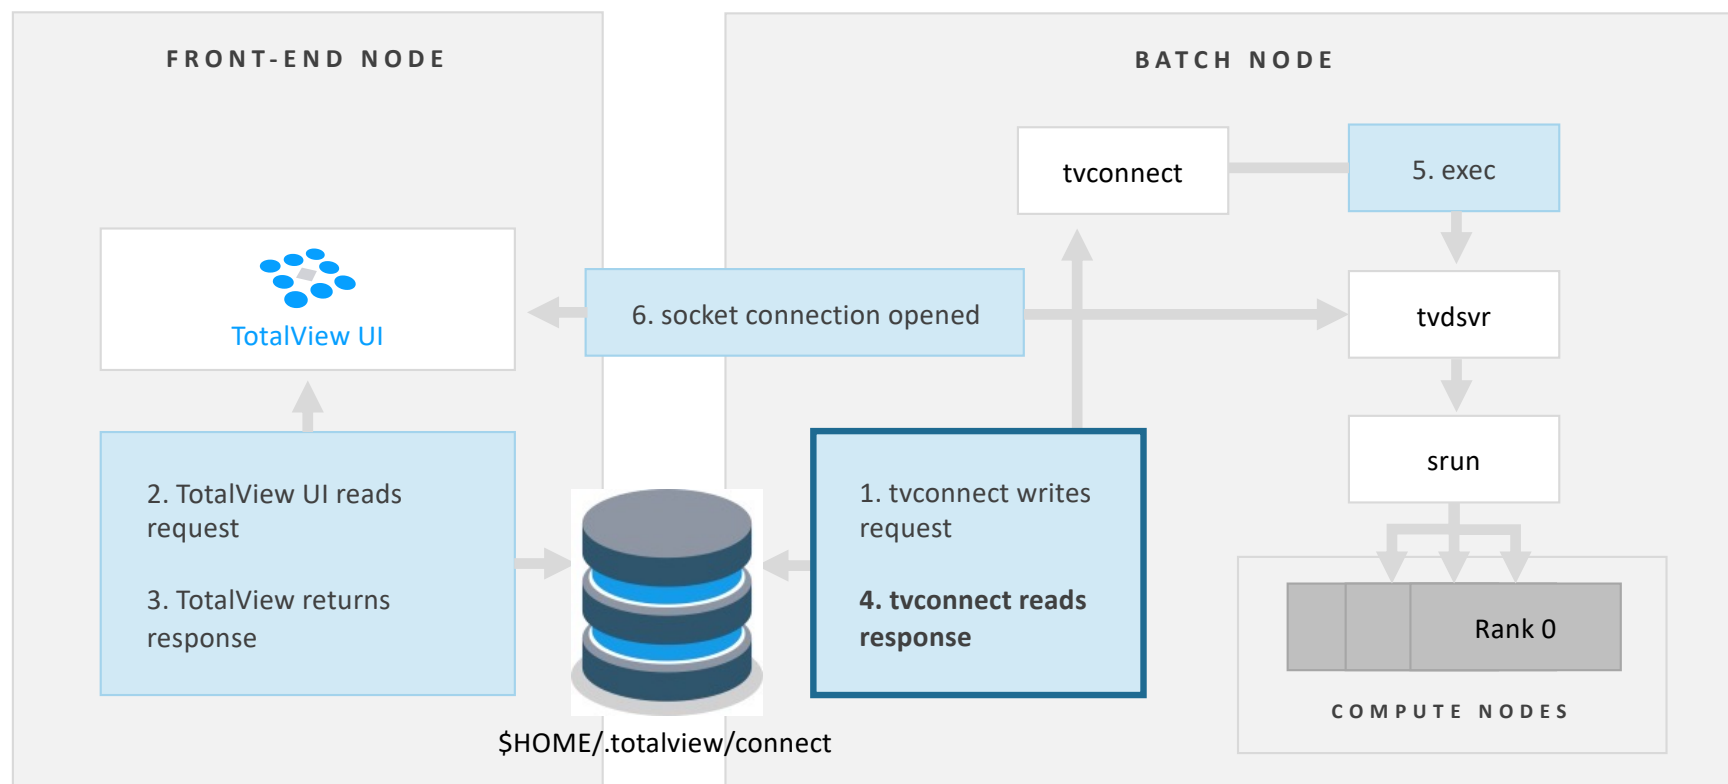 FRONT-END NODE
TotalView UI
2. TotalView UI reads
request
3. TotalView returns
response
$HOME/.totalview/connect
BATCH NODE
tvconnect
5. exec
6. socket connection opened
tvdsvr
1. tvconnect writes
request
4. tvconnect reads
response
srun
Rank 0
COMPUTE NODES